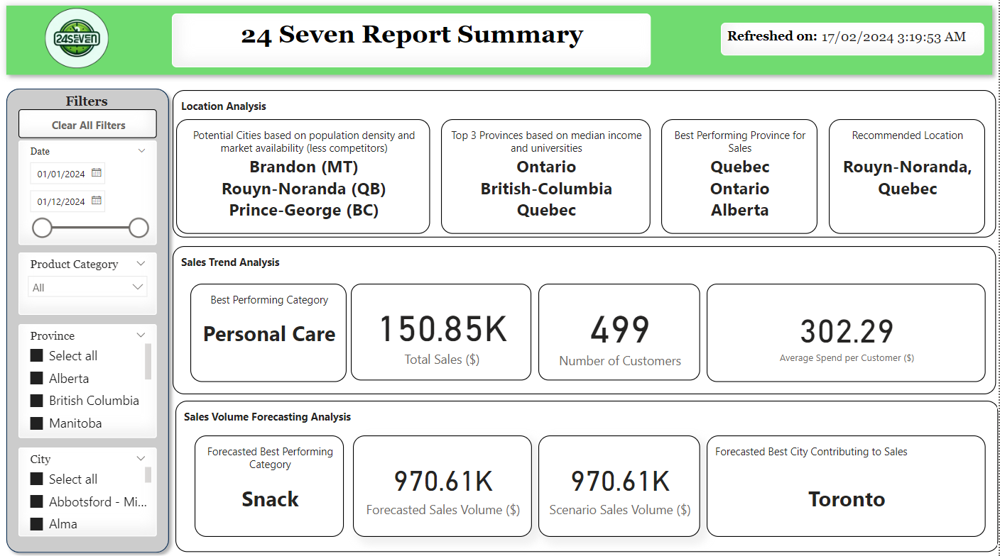 24SEVEN
24 Seven Report Summary
Refreshed on: 17/02/2024 3:19:53 AM
Filters
Clear All Filters
Date
01/01/2024
01/12/2024
Product Category
All
Province
Select all
Alberta
British Columbia
Manitoba
City
Select all
Abbotsford - Mi...
Alma
Location Analysis
Potential Cities based on population density and
market availability (less competitors)
Brandon (MT)
Rouyn-Noranda (QB)
Prince-George (BC)
Top 3 Provinces based on median income
and universities
Ontario
British-Columbia
Quebec
Best Performing Province for
Sales
Quebec
Ontario
Alberta
Recommended Location
Rouyn-Noranda,
Quebec
Sales Trend Analysis
Best Performing Category
Personal Care
150.85K
Total Sales ($)
499
Number of Customers
302.29
Average Spend per Customer ($)
Sales Volume Forecasting Analysis
Forecasted Best Performing
Category
Snack
970.61K
Forecasted Sales Volume ($)
970.61K
Scenario Sales Volume ($)
Forecasted Best City Contributing to Sales
Toronto